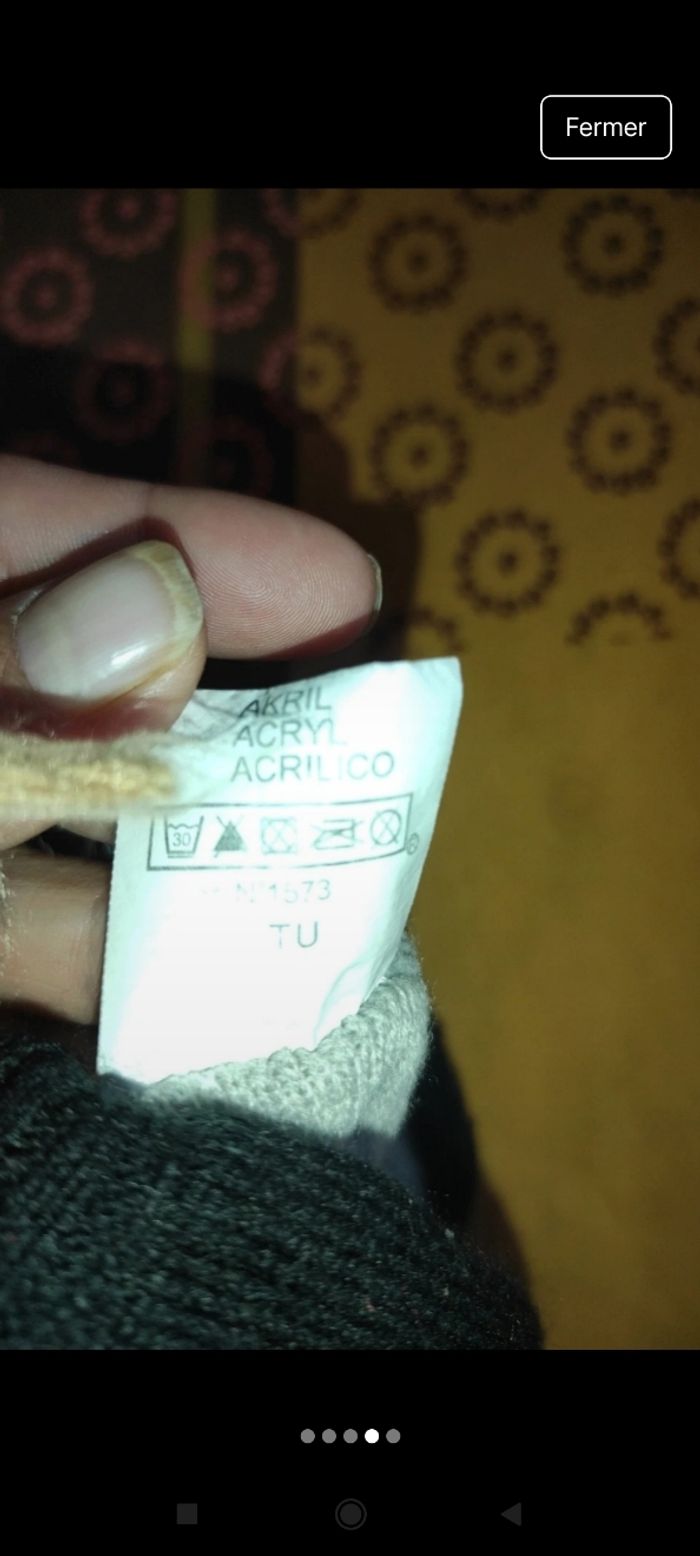 Fermer
AKRIL
ACRYL
ACRILICO
30
N°1573
TU